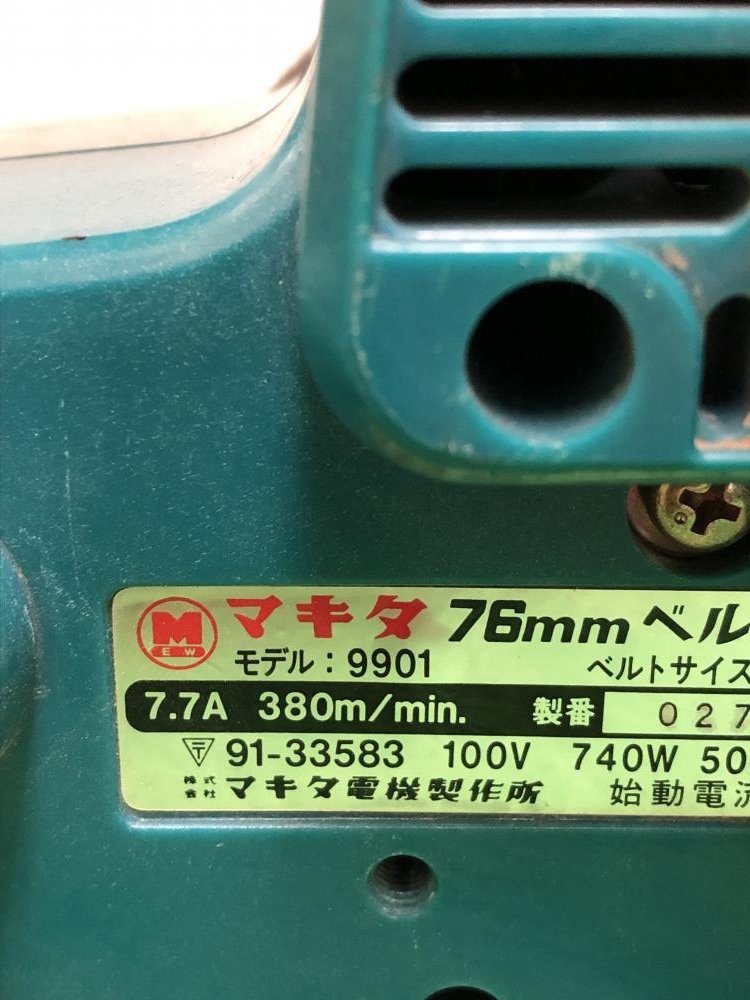 M EW マキタ 76mmベル
モデル：9901 ベルトサイズ
7.7A 380m/min. 製番 027
〒 91-33583 100V 740W 50
株式会社 マキタ電機製作所 始動電流